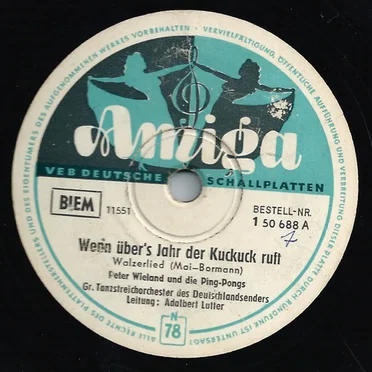 ALLE RECHTE DES PLATTENHERSTELLERS UND DES EIGENTUMERS DES AUFGENOMMENEN WERKES VORBEHALTEN - VERVIELFÄLTIGUNG, ÖFFENTLICHE AUFFÜHRUNG UND VERBREITUNG DIESER PLATTE DURCH RUNDFUNK IST UNTERSAGT
Amiga
VEB DEUTSCHE SCHALLPLATTEN
BIEM 11551
BESTELL-NR.
1 50 688 A
7
Wenn über's Jahr der Kuckuck ruft
Walzerlied (Mai-Bormann)
Peter Wieland und die Ping-Pongs
Gr. Tanzstreichorchester des Deutschlandsenders
Leitung: Adalbert Lutter
N
78